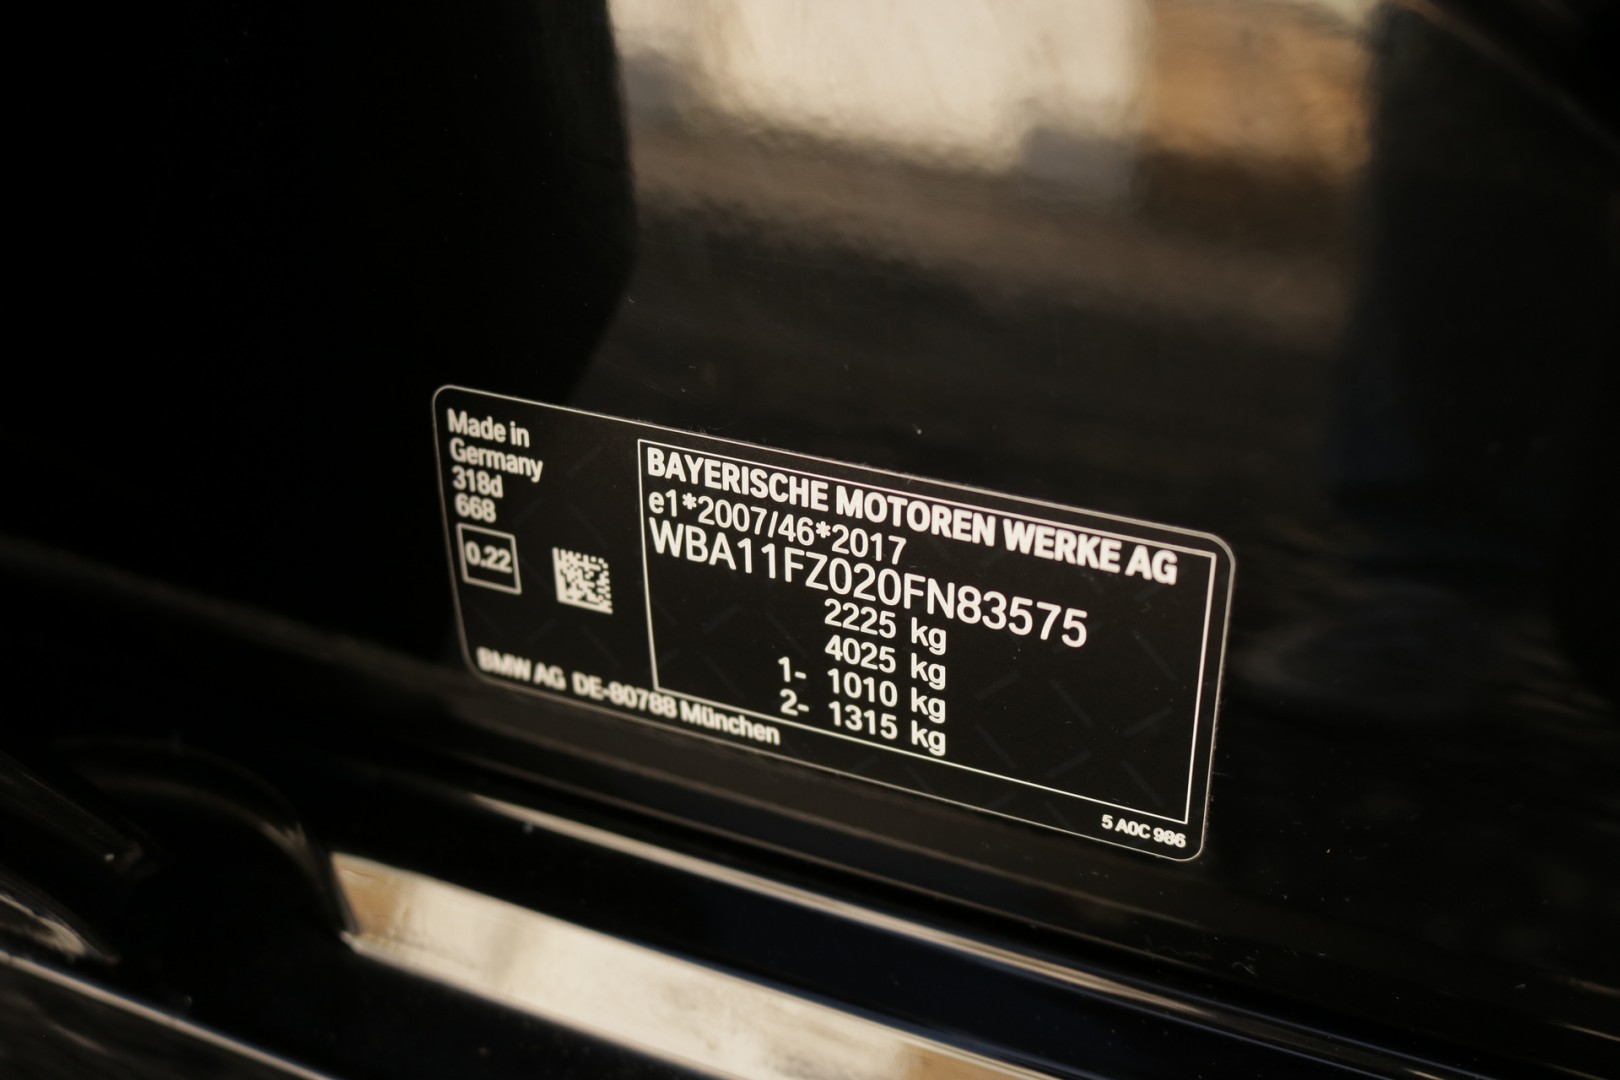 Made in
Germany
318d
668
0.22
BMW AG DE-80788 München
BAYERISCHE MOTOREN WERKE AG
e1*2007/46*2017
WBA11FZ020FN83575
2225 kg
4025 kg
1- 1010 kg
2- 1315 kg
5 A0C 986